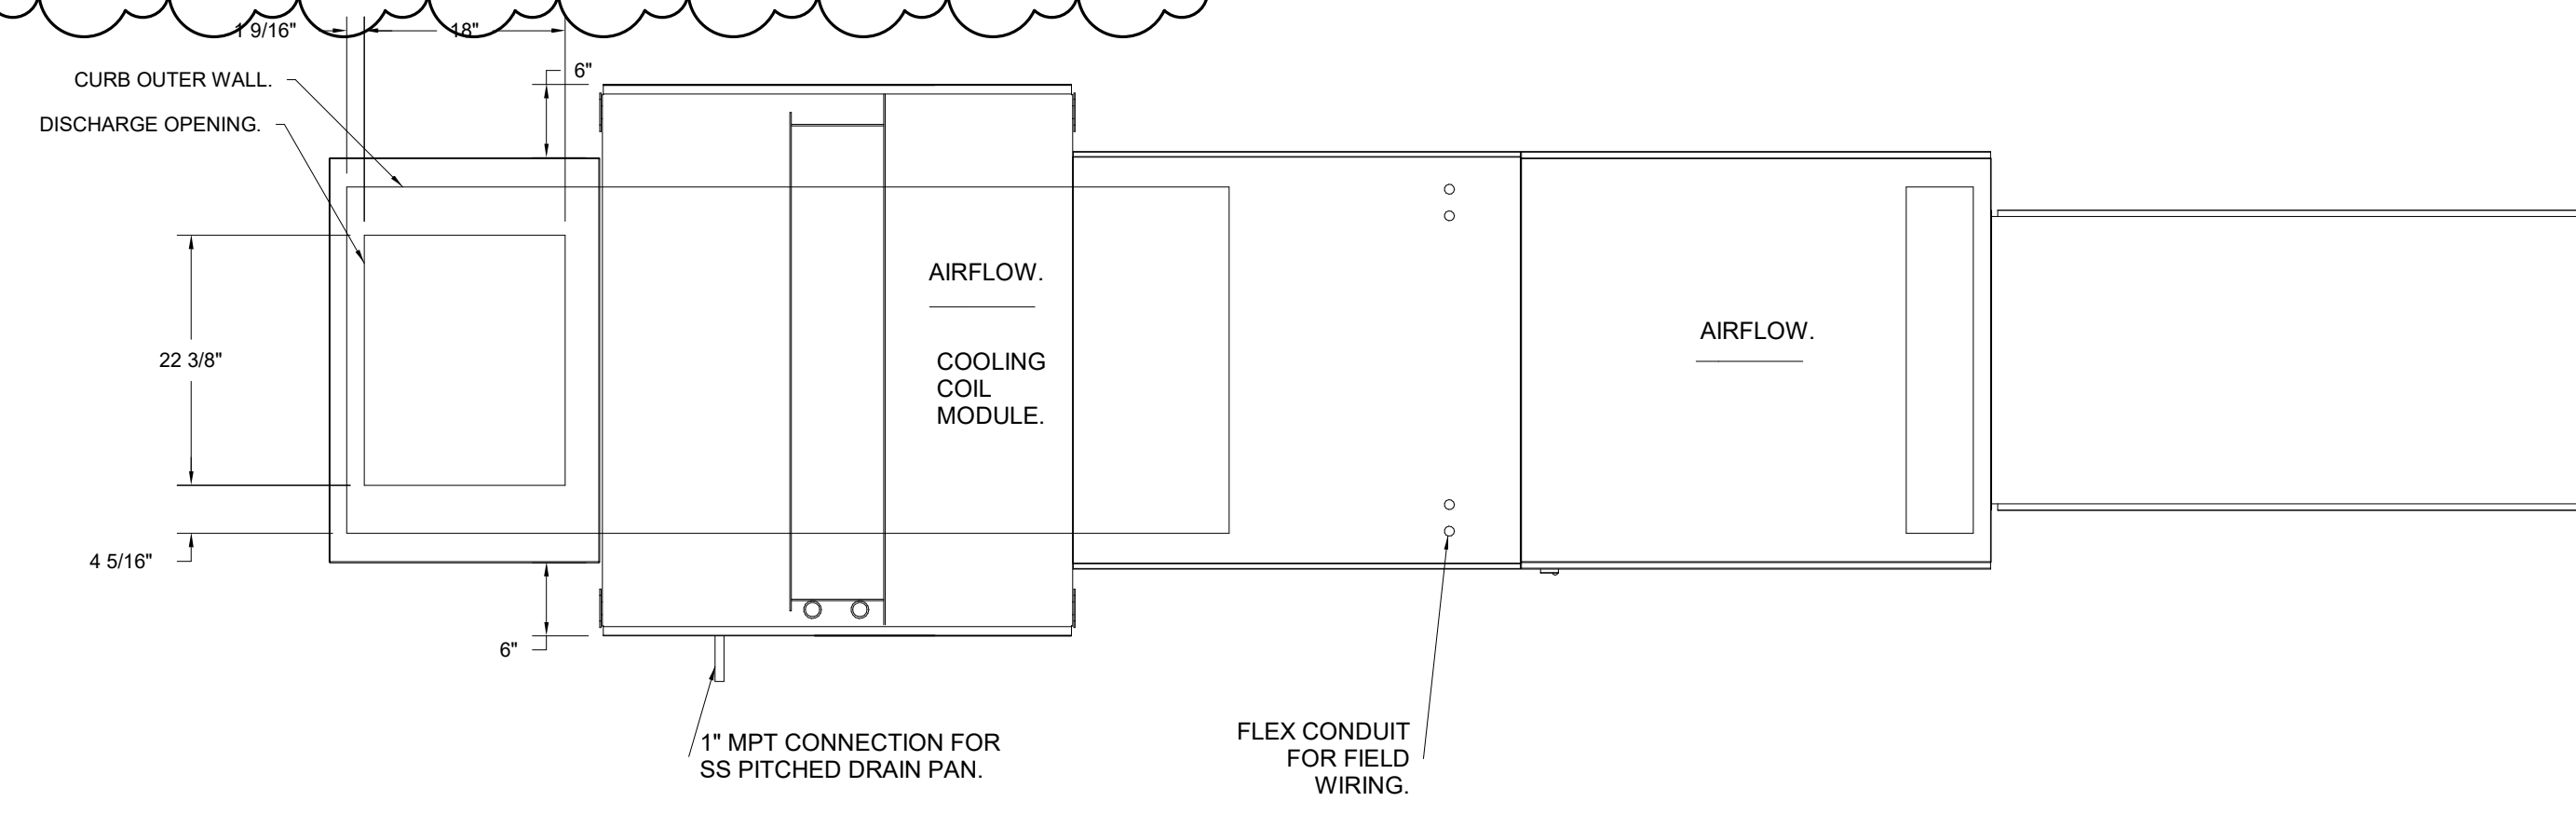 1 9/16"
18"
6"
CURB OUTER WALL.
DISCHARGE OPENING.
AIRFLOW.
AIRFLOW.
22 3/8"
COOLING
COIL
MODULE.
4 5/16"
6"
1" MPT CONNECTION FOR
SS PITCHED DRAIN PAN.
FLEX CONDUIT
FOR FIELD
WIRING.